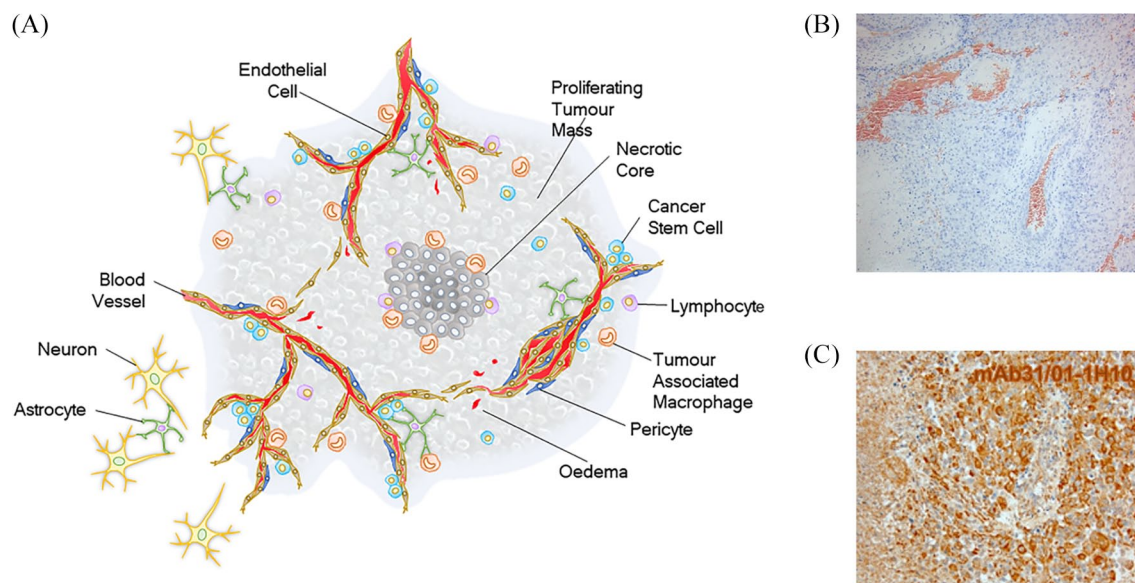 (A)
Endothelial
Cell
Proliferating
Tumour
Mass
Necrotic
Core
Cancer
Stem Cell
Lymphocyte
Tumour
Associated
Macrophage
Pericyte
Oedema
Blood
Vessel
Neuron
Astrocyte
(B)
(C)
mAb31/01-1H10